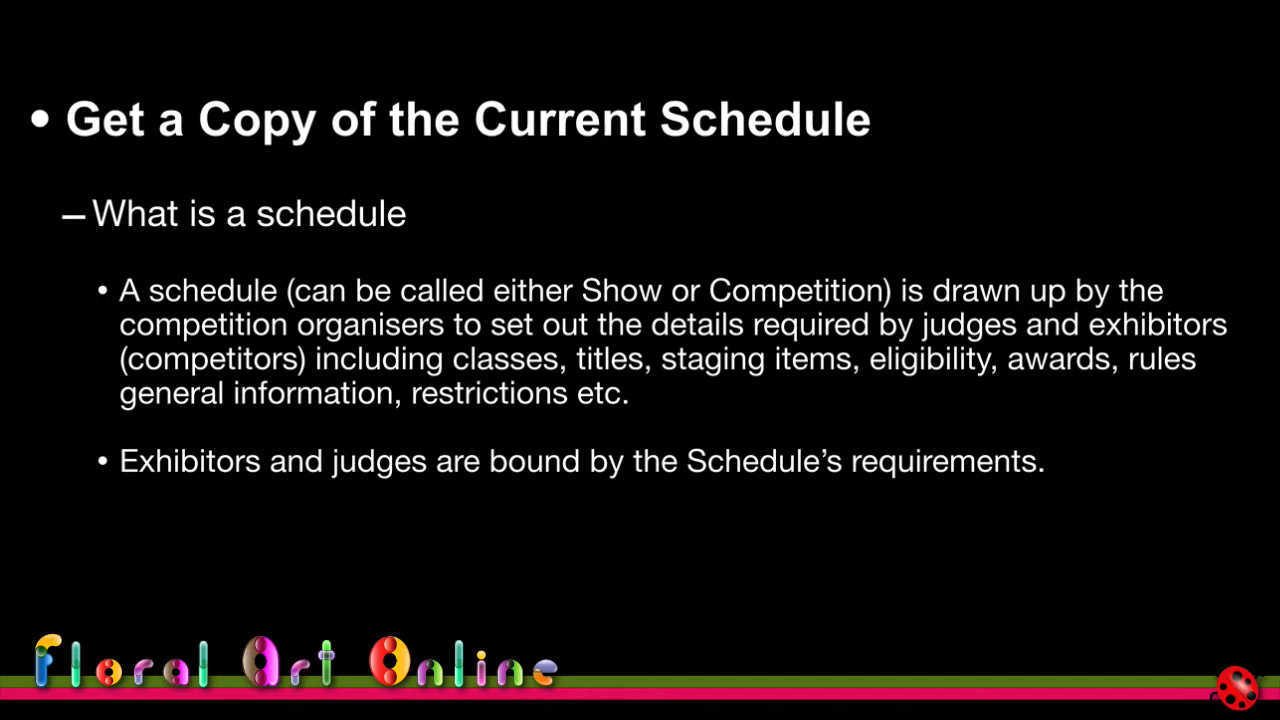 • Get a Copy of the Current Schedule
– What is a schedule
• A schedule (can be called either Show or Competition) is drawn up by the
competition organisers to set out the details required by judges and exhibitors
(competitors) including classes, titles, staging items, eligibility, awards, rules
general information, restrictions etc.
• Exhibitors and judges are bound by the Schedule’s requirements.
Floral Art Online